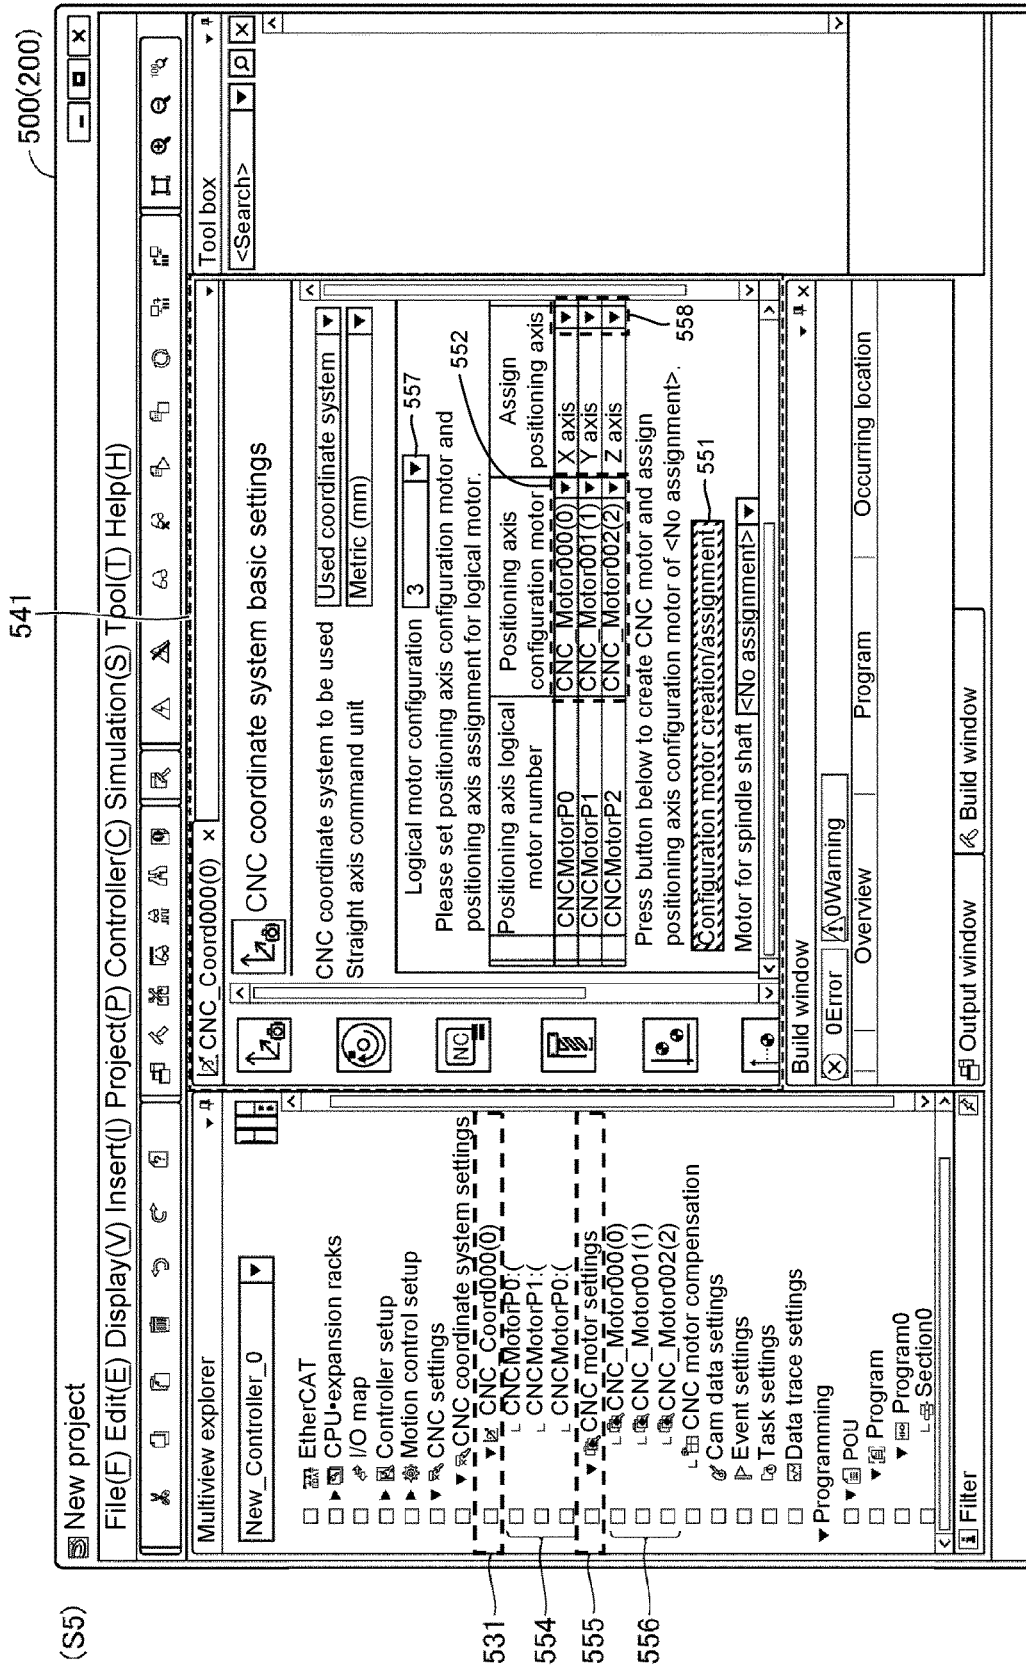 (S5)
500(200)
New project
File(F) Edit(E) Display(V) Insert(I) Project(P) Controller(C) Simulation(S) Tool(T) Help(H)
541
Multiview explorer
New_Controller_0
EtherCAT
CPU•expansion racks
I/O map
Controller setup
Motion control setup
CNC settings
CNC coordinate system settings
531
CNC_Coord000(0)
554
CNCMotorP0:(
CNCMotorP1:(
CNCMotorP0:(
555
CNC motor settings
556
CNC_Motor000(0)
CNC_Motor001(1)
CNC_Motor002(2)
CNC motor compensation
Cam data settings
Event settings
Task settings
Data trace settings
Programming
POU
Program
Program0
Section0
Filter
CNC_Coord000(0) ×
NC
CNC coordinate system basic settings
CNC coordinate system to be used Used coordinate system
Straight axis command unit Metric (mm)
Logical motor configuration 3
557
Please set positioning axis configuration motor and
positioning axis assignment for logical motor.
552
Positioning axis logical motor number
Positioning axis configuration motor
Assign positioning axis
CNCMotorP0 CNC_Motor000(0) X axis
CNCMotorP1 CNC_Motor001(1) Y axis
CNCMotorP2 CNC_Motor002(2) Z axis
558
Press button below to create CNC motor and assign
positioning axis configuration motor of <No assignment>.
Configuration motor creation/assignment
551
Motor for spindle shaft <No assignment>
Build window
0Error 0Warning
Overview Program Occurring location
Output window Build window
Tool box
<Search>